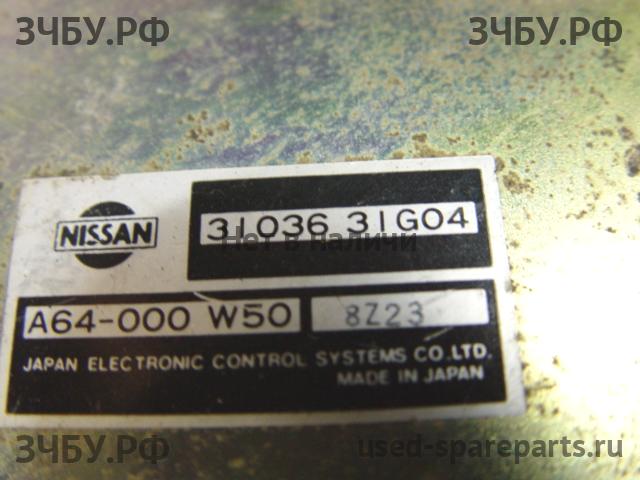 ЗЧБУ.РФ ЗЧБУ.РФ
NISSAN 31036 31G04
Нет в наличи
A64-000 W50 8Z23
JAPAN ELECTRONIC CONTROL SYSTEMS CO.LTD.
MADE IN JAPAN
ЗЧБУ.РФ used-spareparts.ru